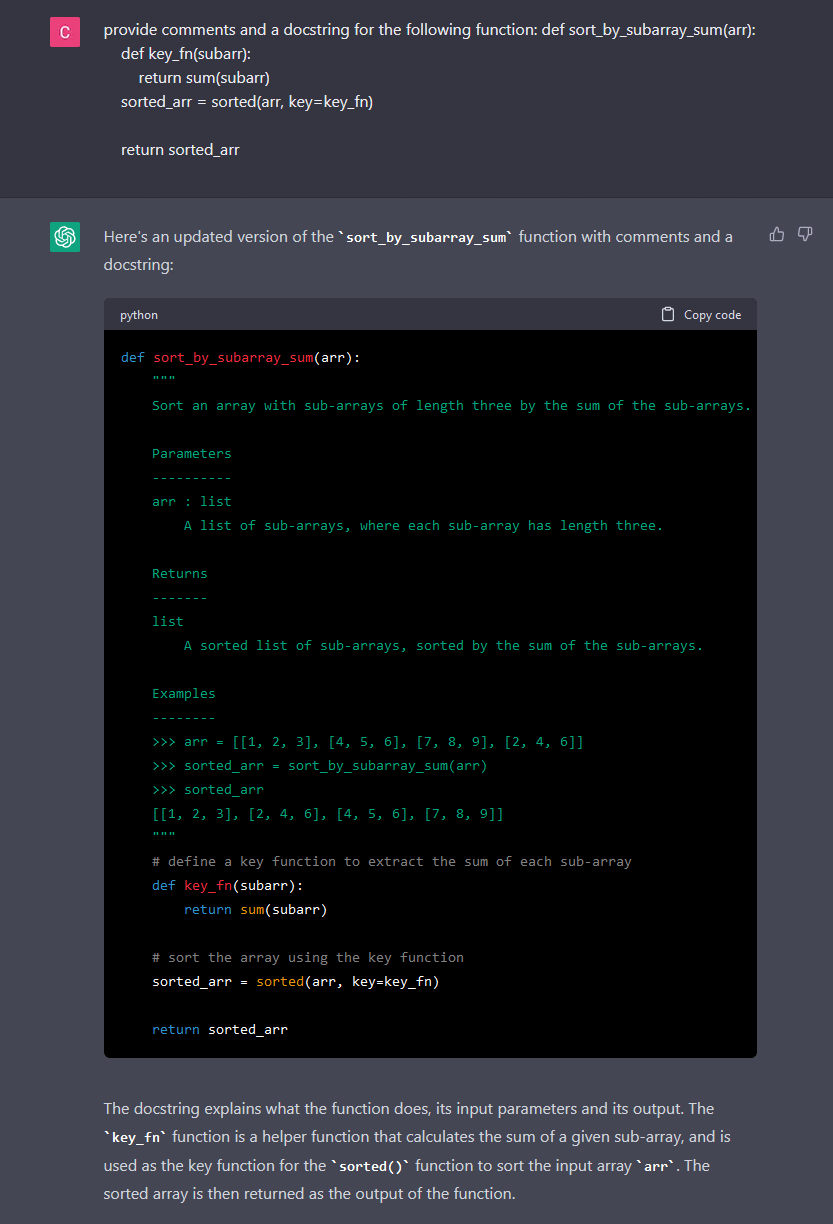 C
provide comments and a docstring for the following function: def sort_by_subarray_sum(arr):
    def key_fn(subarr):
        return sum(subarr)
    sorted_arr = sorted(arr, key=key_fn)

    return sorted_arr
Here's an updated version of the `sort_by_subarray_sum` function with comments and a
docstring:
python
Copy code
def sort_by_subarray_sum(arr):
    """
    Sort an array with sub-arrays of length three by the sum of the sub-arrays.

    Parameters
    ----------
    arr : list
        A list of sub-arrays, where each sub-array has length three.

    Returns
    -------
    list
        A sorted list of sub-arrays, sorted by the sum of the sub-arrays.

    Examples
    --------
    >>> arr = [[1, 2, 3], [4, 5, 6], [7, 8, 9], [2, 4, 6]]
    >>> sorted_arr = sort_by_subarray_sum(arr)
    >>> sorted_arr
    [[1, 2, 3], [2, 4, 6], [4, 5, 6], [7, 8, 9]]
    """
    # define a key function to extract the sum of each sub-array
    def key_fn(subarr):
        return sum(subarr)

    # sort the array using the key function
    sorted_arr = sorted(arr, key=key_fn)

    return sorted_arr
The docstring explains what the function does, its input parameters and its output. The
`key_fn` function is a helper function that calculates the sum of a given sub-array, and is
used as the key function for the `sorted()` function to sort the input array `arr`. The
sorted array is then returned as the output of the function.